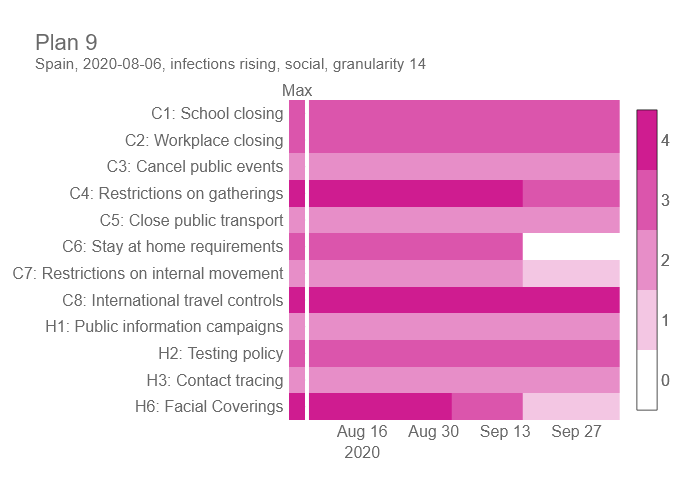 Plan 9
Spain, 2020-08-06, infections rising, social, granularity 14
Max
C1: School closing
C2: Workplace closing
C3: Cancel public events
C4: Restrictions on gatherings
C5: Close public transport
C6: Stay at home requirements
C7: Restrictions on internal movement
C8: International travel controls
H1: Public information campaigns
H2: Testing policy
H3: Contact tracing
H6: Facial Coverings
Aug 16 Aug 30 Sep 13 Sep 27
2020
4
3
2
1
0